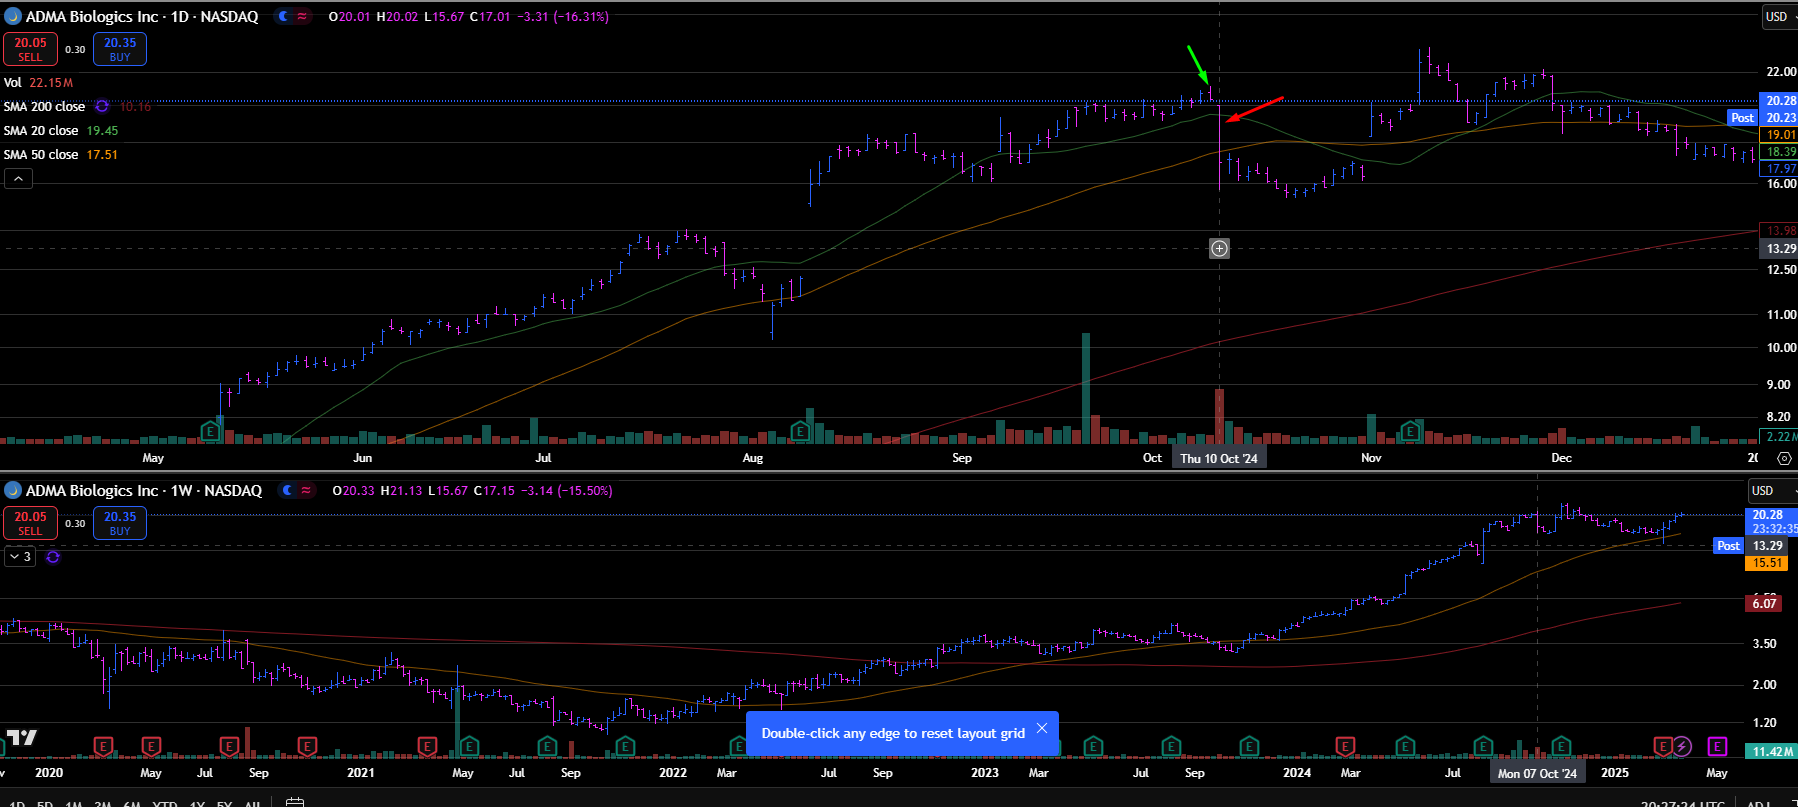 ADMA Biologics Inc · 1D · NASDAQ O20.01 H20.02 L15.67 C17.01 −3.31 (−16.31%)
USD
20.05 SELL 0.30 20.35 BUY
Vol 22.15 M
SMA 200 close 10.16
SMA 20 close 19.45
SMA 50 close 17.51
22.00
20.28
Post 20.23
19.01
18.39
17.97
16.00
13.98
13.29
12.50
11.00
10.00
9.00
8.20
2.22 M
E E E
May Jun Jul Aug Sep Oct Thu 10 Oct '24 Nov Dec
ADMA Biologics Inc · 1W · NASDAQ O20.33 H21.13 L15.67 C17.15 −3.14 (−15.50%)
USD
20.05 SELL 0.30 20.35 BUY
3
20.28
23:32:35
Post 13.29
15.51
6.07
3.50
2.00
1.20
11.42 M
Double-click any edge to reset layout grid
E E E E E E E E E E E E E E E E E E
2020 May Jul Sep 2021 May Jul Sep 2022 Mar Jul Sep 2023 Mar Jul Sep 2024 Mar Jul Mon 07 Oct '24 2025 May
1D 5D 1M 3M 6M YTD 1Y 5Y All 20:27:24 UTC ADJ